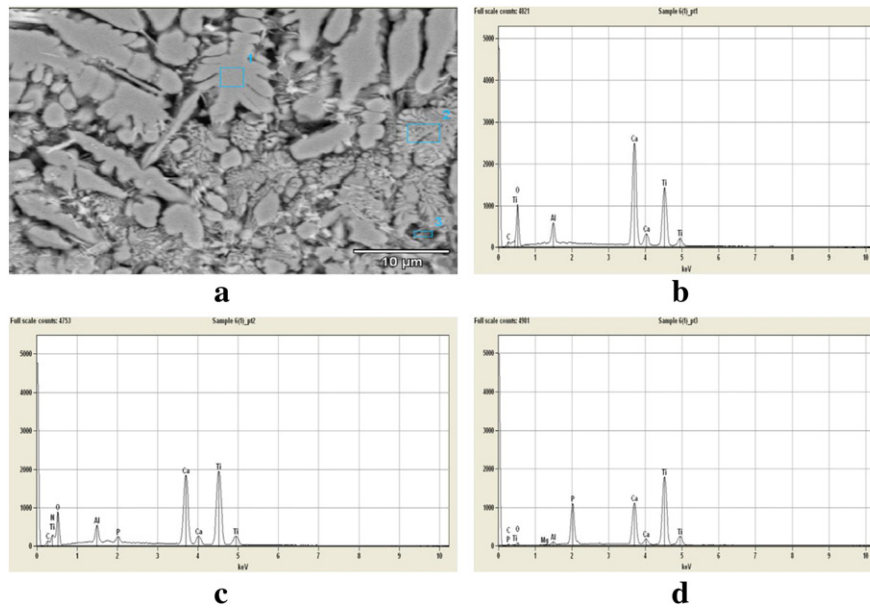 1
2
3
10 µm
a
Full scale counts: 4821 Sample 6(1)_pt1
5000
4000
3000
2000
1000
0
C
O
Ti
Al
Ca
Ca
Ti
Ti
0 1 2 3 4 5 6 7 8 9 10
keV
b
Full scale counts: 4753 Sample 6(1)_pt2
5000
4000
3000
2000
1000
0
C
N
Ti
O
Al
P
Ca
Ca
Ti
Ti
0 1 2 3 4 5 6 7 8 9 10
keV
c
Full scale counts: 4981 Sample 6(1)_pt3
5000
4000
3000
2000
1000
0
C
P
O
Ti
Mg
Al
P
Ca
Ca
Ti
Ti
0 1 2 3 4 5 6 7 8 9 10
keV
d